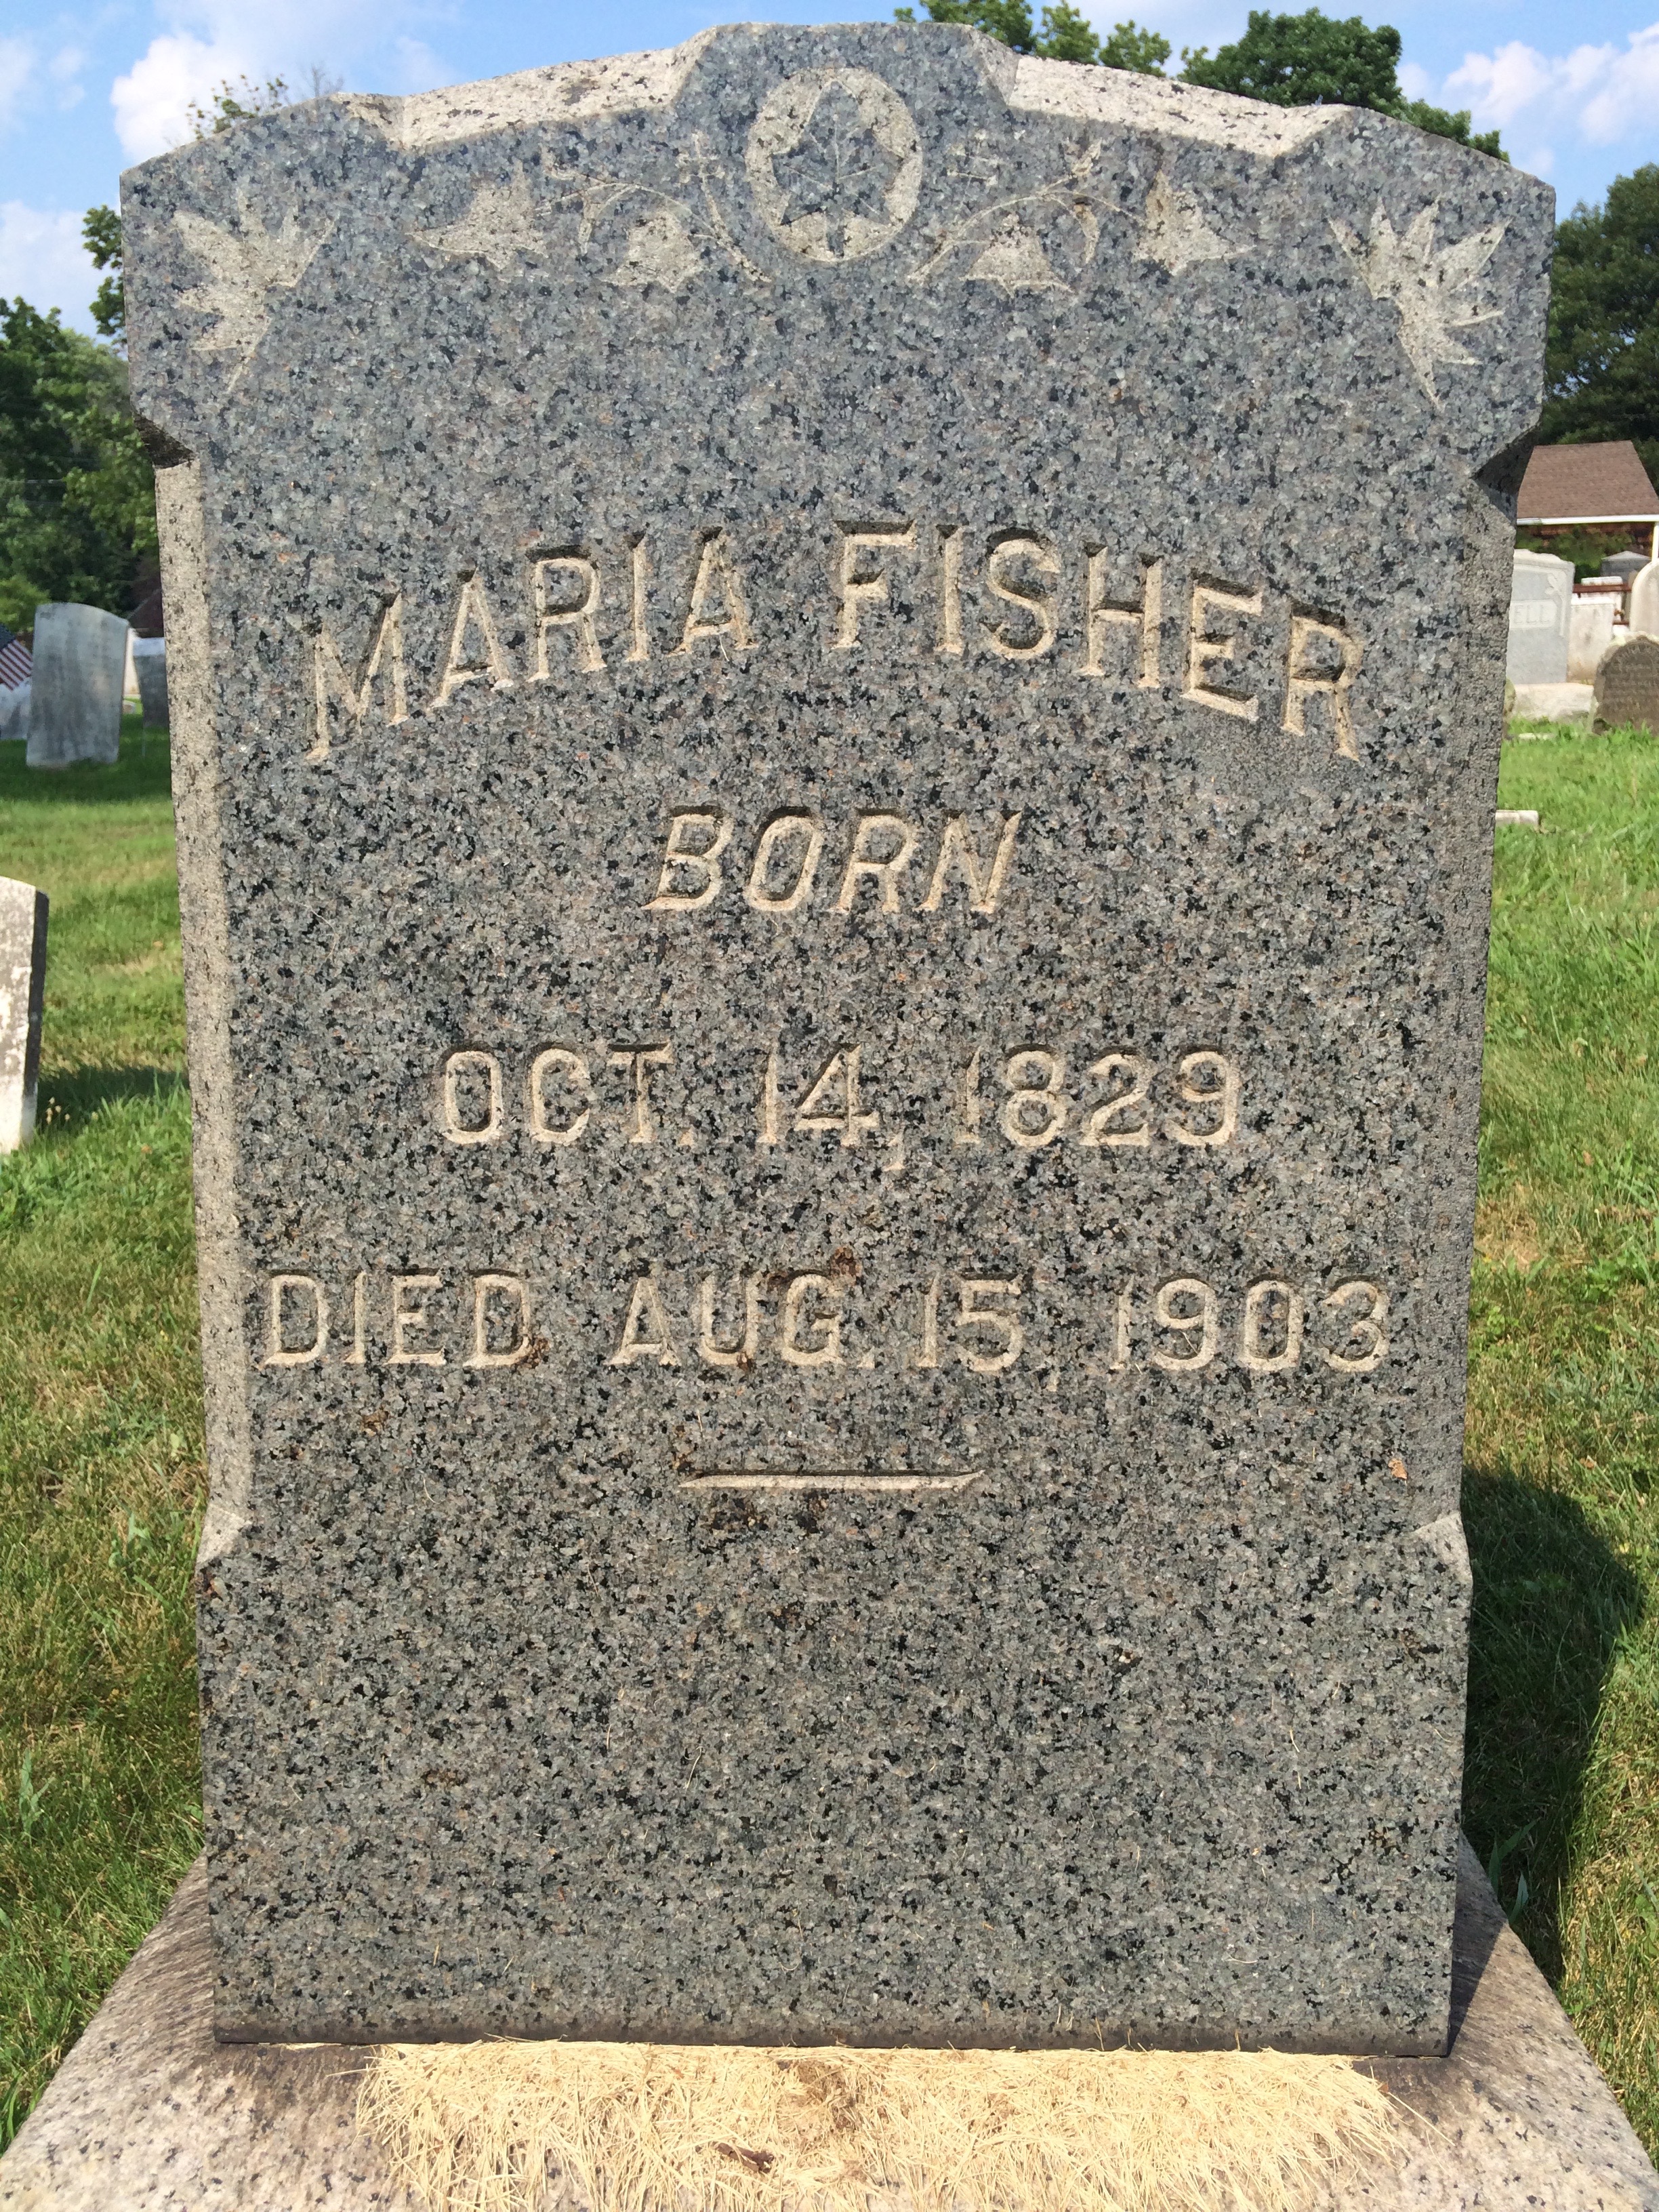 MARIA FISHER
BORN
OCT. 14, 1829
DIED AUG. 15, 1903